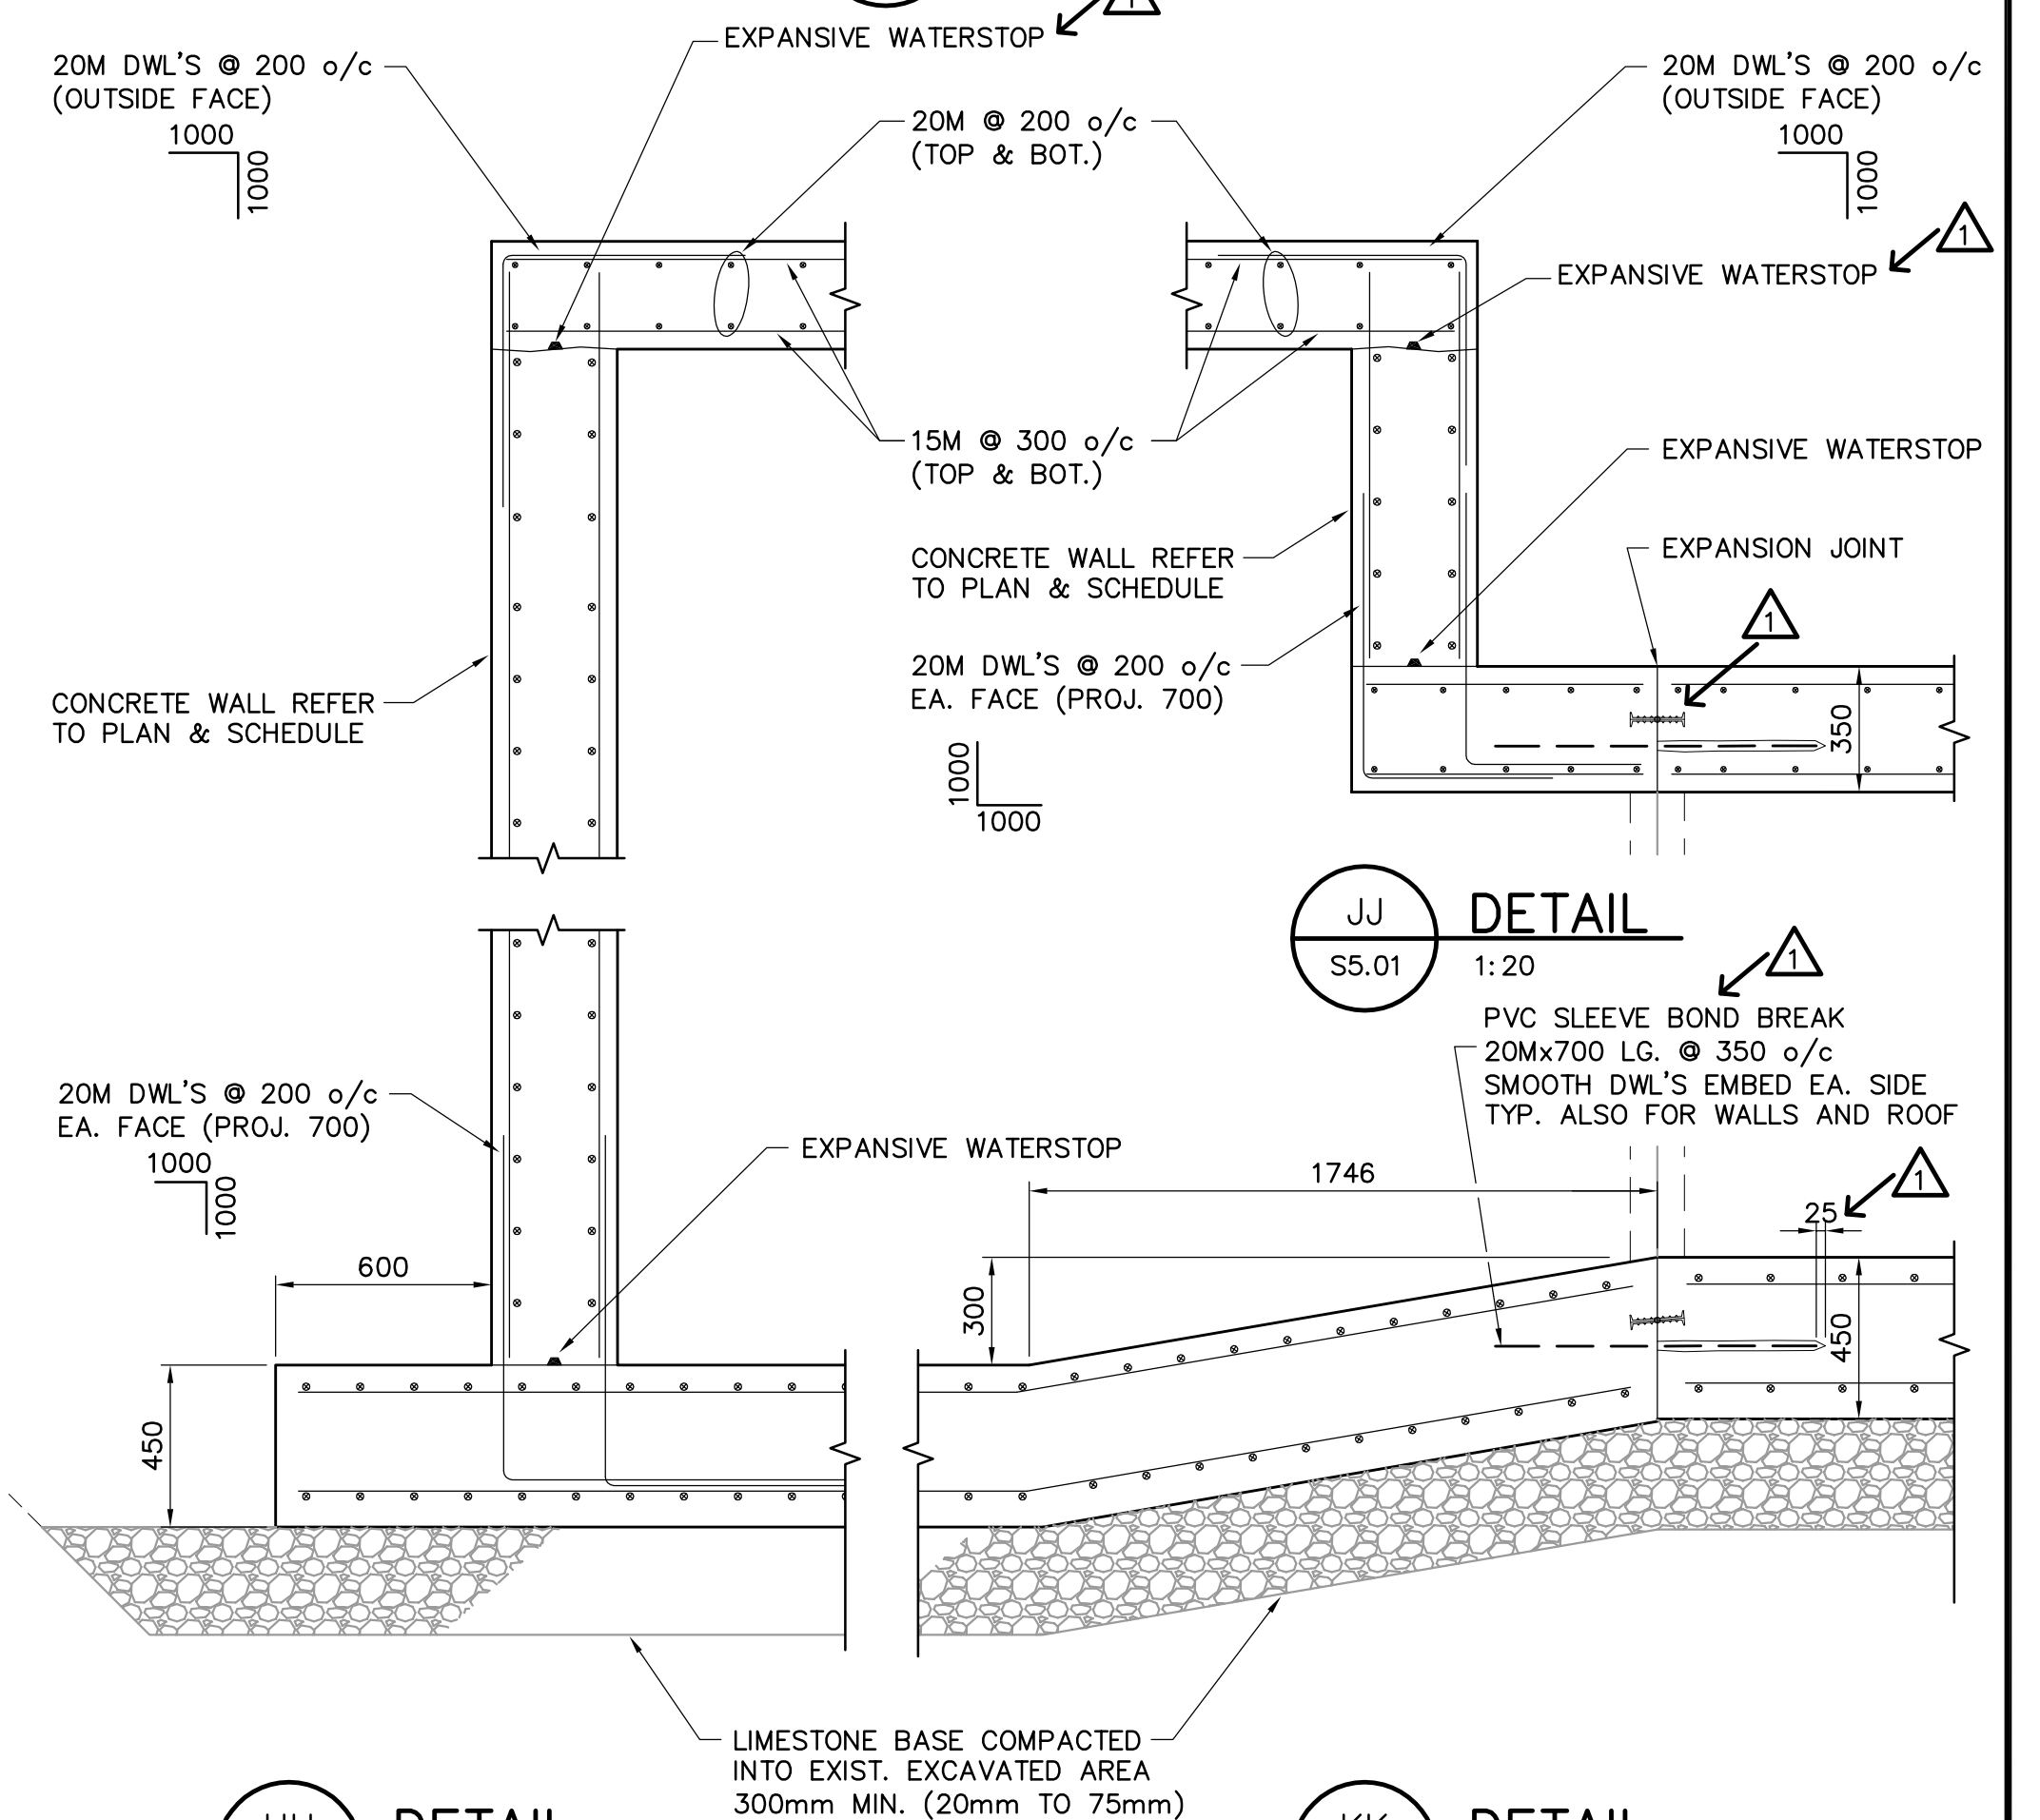 1
EXPANSIVE WATERSTOP
20M DWL'S @ 200 o/c
(OUTSIDE FACE)
1000
1000
20M @ 200 o/c
(TOP & BOT.)
20M DWL'S @ 200 o/c
(OUTSIDE FACE)
1000
1000
1
EXPANSIVE WATERSTOP
15M @ 300 o/c
(TOP & BOT.)
EXPANSIVE WATERSTOP
CONCRETE WALL REFER
TO PLAN & SCHEDULE
EXPANSION JOINT
1
20M DWL'S @ 200 o/c
EA. FACE (PROJ. 700)
1000
1000
CONCRETE WALL REFER
TO PLAN & SCHEDULE
350
JJ
S5.01
DETAIL
1:20
1
PVC SLEEVE BOND BREAK
20Mx700 LG. @ 350 o/c
SMOOTH DWL'S EMBED EA. SIDE
TYP. ALSO FOR WALLS AND ROOF
20M DWL'S @ 200 o/c
EA. FACE (PROJ. 700)
1000
1000
EXPANSIVE WATERSTOP
1746
1
25
600
300
450
450
LIMESTONE BASE COMPACTED
INTO EXIST. EXCAVATED AREA
300mm MIN. (20mm TO 75mm)
DETAIL
KK
DETAIL